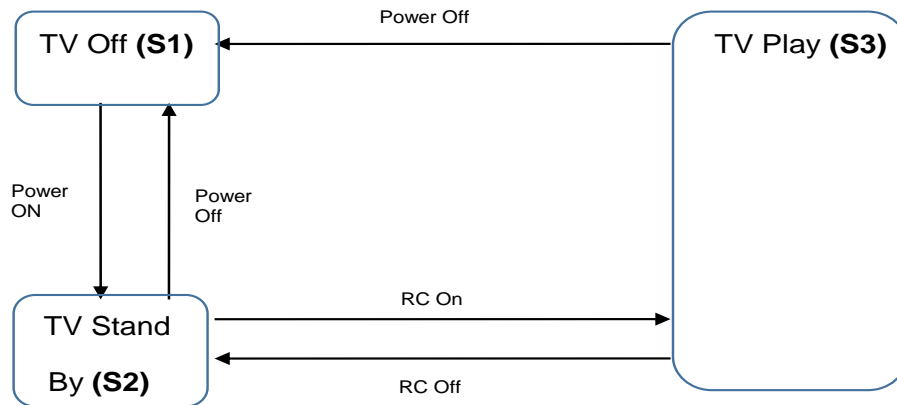 Power Off
TV Off (S1)
TV Play (S3)
Power
ON
Power
Off
RC On
TV Stand
By (S2)
RC Off